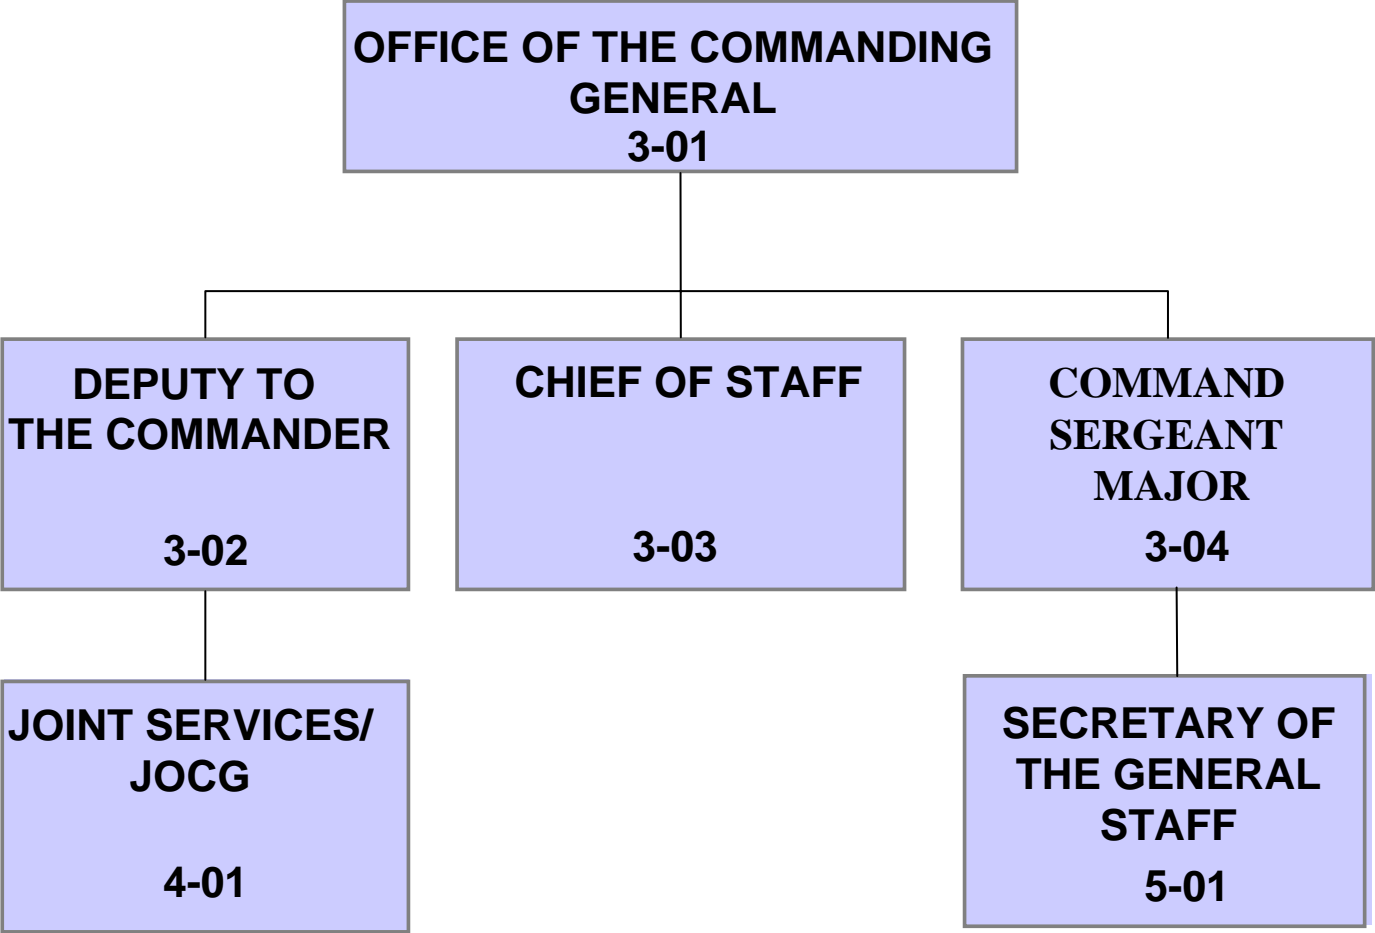 OFFICE OF THE COMMANDING
GENERAL
3-01
DEPUTY TO
THE COMMANDER
3-02
CHIEF OF STAFF
3-03
COMMAND
SERGEANT
MAJOR
3-04
JOINT SERVICES/
JOCG
4-01
SECRETARY OF
THE GENERAL
STAFF
5-01